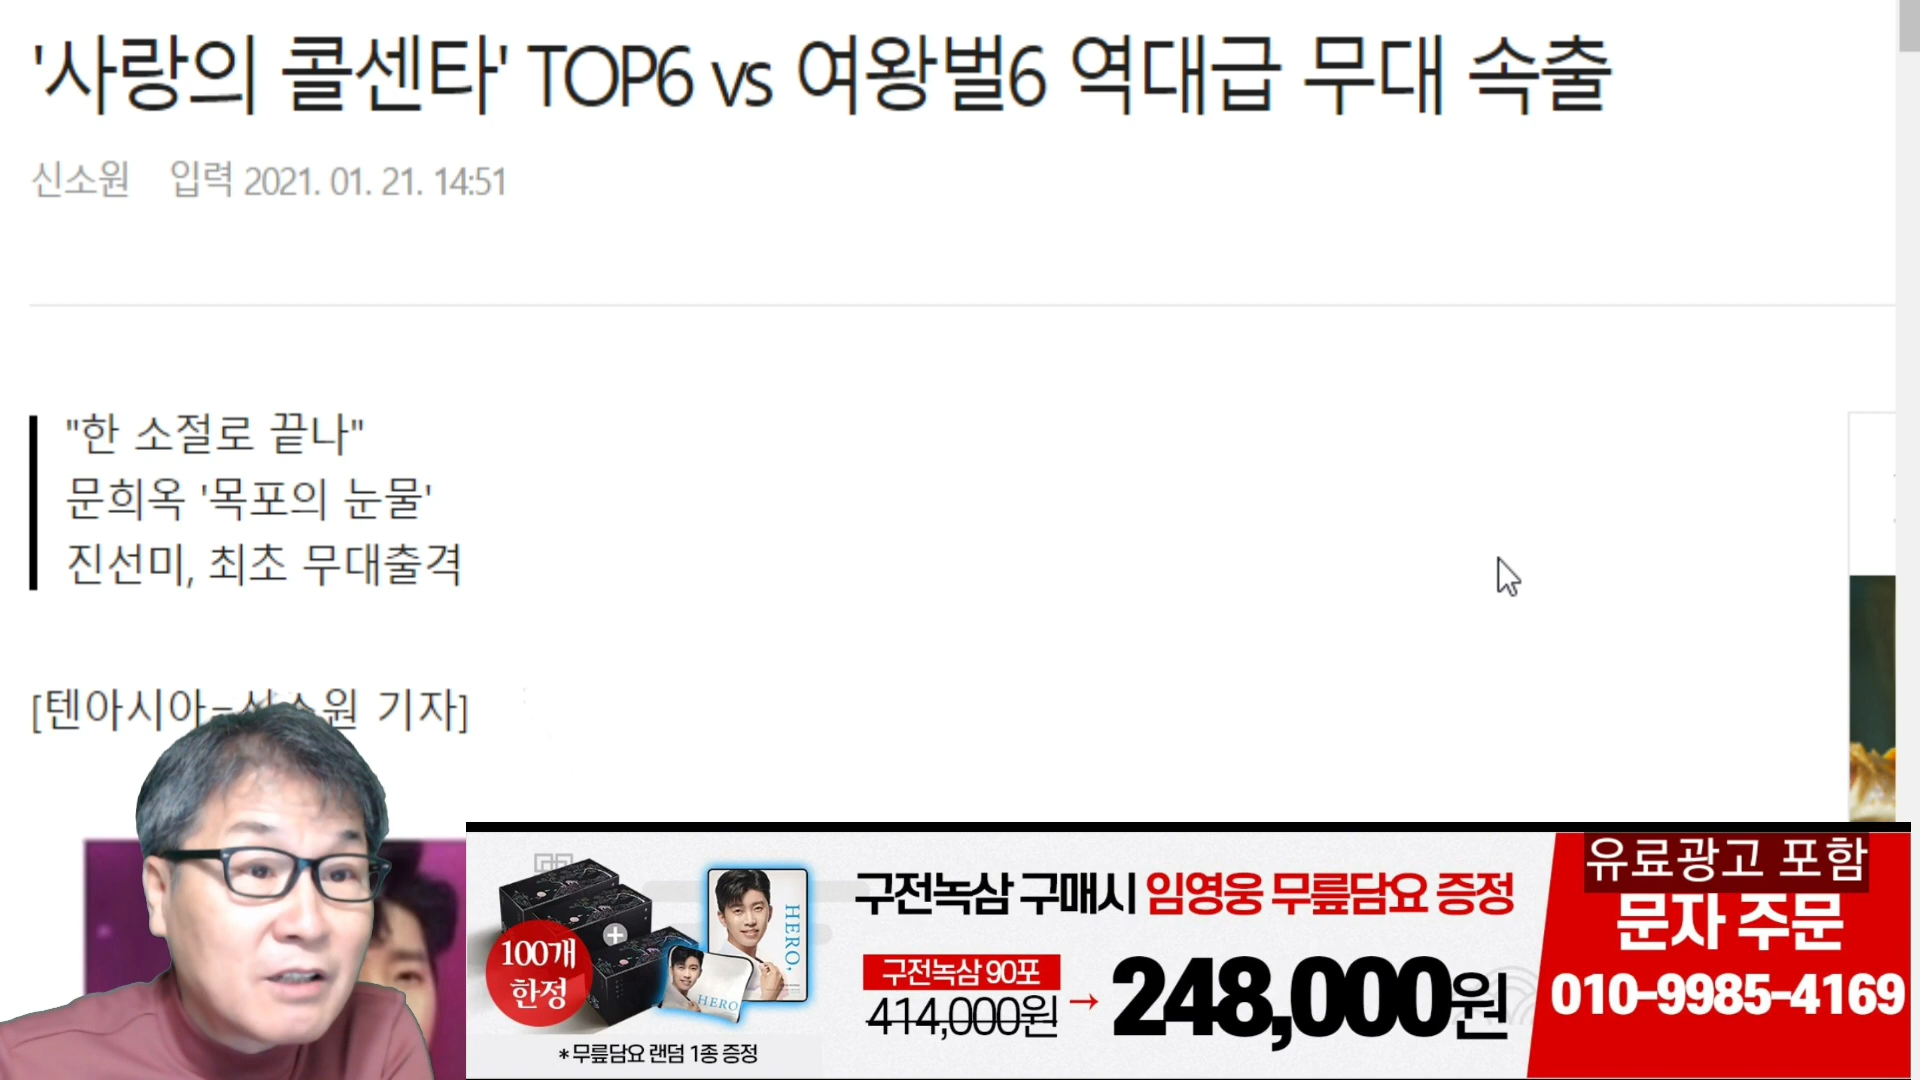 '사랑의 콜센타' TOP6 vs 여왕벌6 역대급 무대 속출
신소원 입력 2021. 01. 21. 14:51
"한 소절로 끝나"
문희옥 '목포의 눈물'
진선미, 최초 무대출격
[텐아시아=신소원 기자]
100개
한정
HERO,
HERO
*무릎담요 랜덤 1종 증정
구전녹삼 구매시 임영웅 무릎담요 증정
구전녹삼 90포
414,000원 → 248,000원
유료광고 포함
문자 주문
010-9985-4169